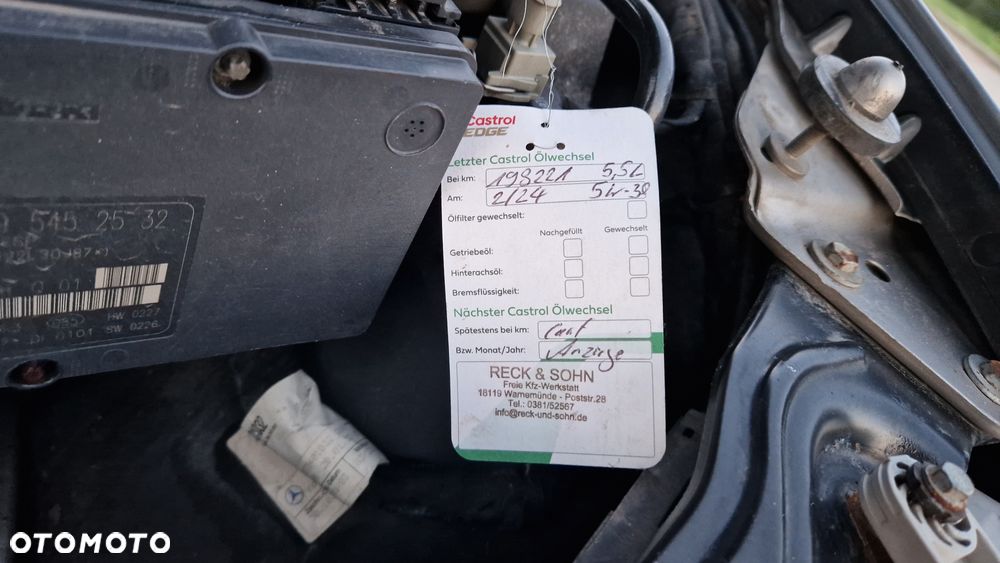 Castrol
EDGE
Letzter Castrol Ölwechsel
Bei km: 198221 5,5L
Am: 2/24 5W-30
Ölfilter gewechselt:
Nachgefüllt Gewechselt
Getriebeöl:
Hinterachsöl:
Bremsflüssigkeit:
Nächster Castrol Ölwechsel
Spätestens bei km: laut
Bzw. Monat/Jahr: Anzeige
RECK & SOHN
Freie Kfz-Werkstatt
18119 Warnemünde - Poststr.28
Tel.: 0381/52567
info@reck-und-sohn.de
545 25 32
Q 01
HW 0227
0101 SW 0226
OTOMOTO